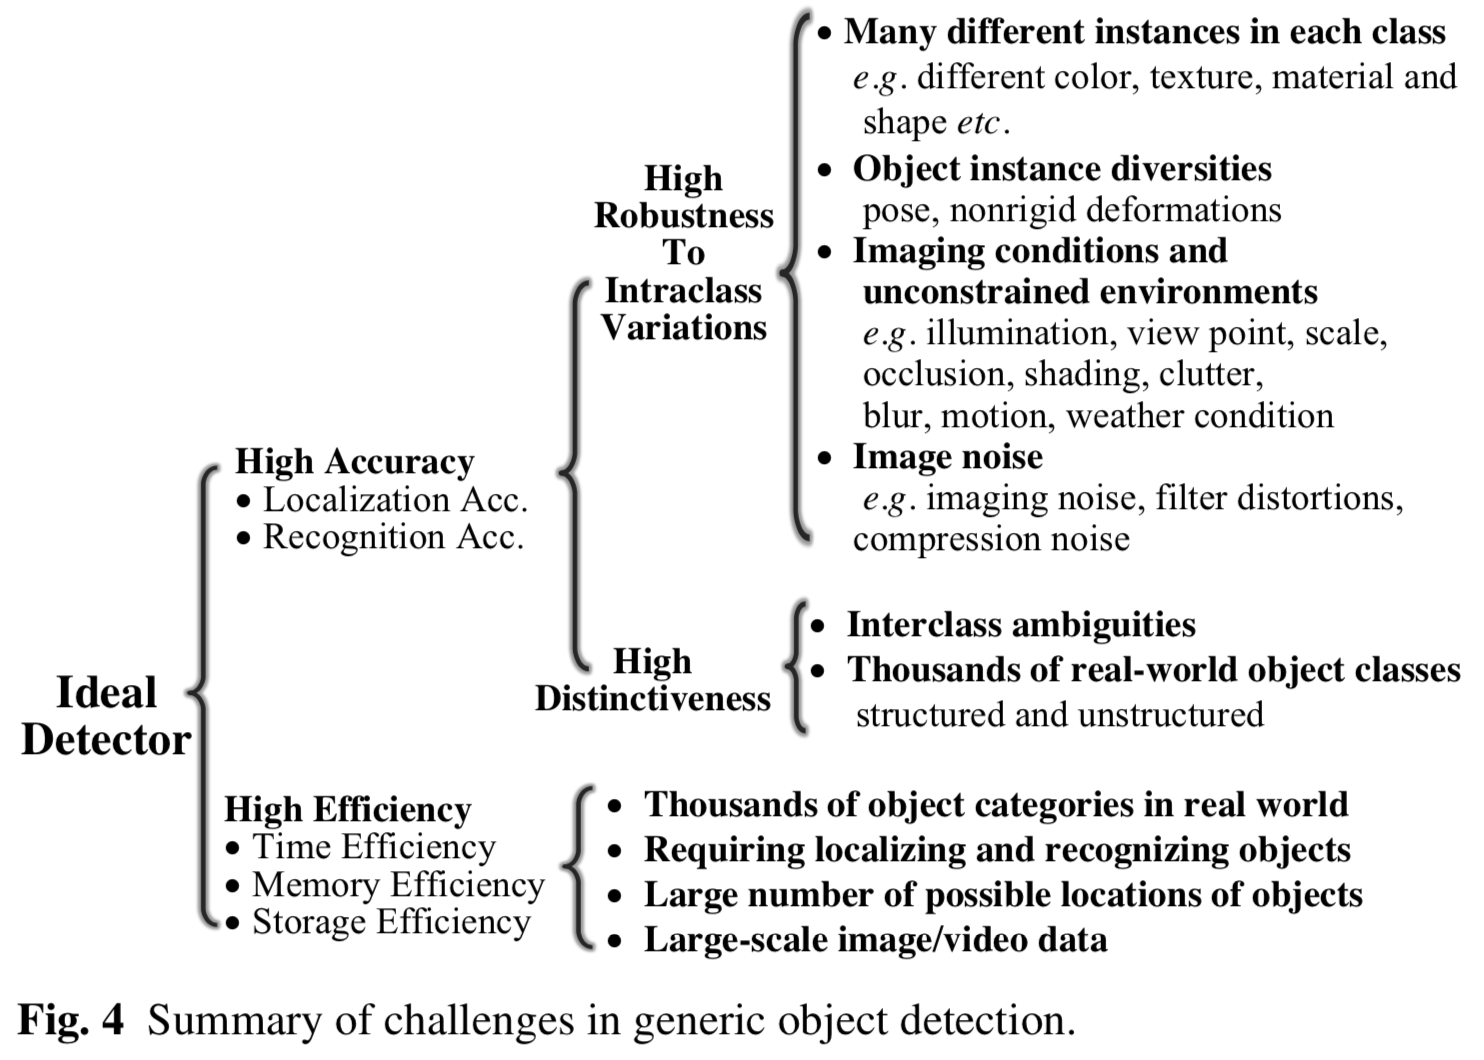 Ideal
Detector
High Accuracy
• Localization Acc.
• Recognition Acc.
High
Robustness
To
Intraclass
Variations
• Many different instances in each class
e.g. different color, texture, material and
shape etc.
• Object instance diversities
pose, nonrigid deformations
• Imaging conditions and
unconstrained environments
e.g. illumination, view point, scale,
occlusion, shading, clutter,
blur, motion, weather condition
• Image noise
e.g. imaging noise, filter distortions,
compression noise
High
Distinctiveness
• Interclass ambiguities
• Thousands of real-world object classes
structured and unstructured
High Efficiency
• Time Efficiency
• Memory Efficiency
• Storage Efficiency
• Thousands of object categories in real world
• Requiring localizing and recognizing objects
• Large number of possible locations of objects
• Large-scale image/video data
Fig. 4 Summary of challenges in generic object detection.